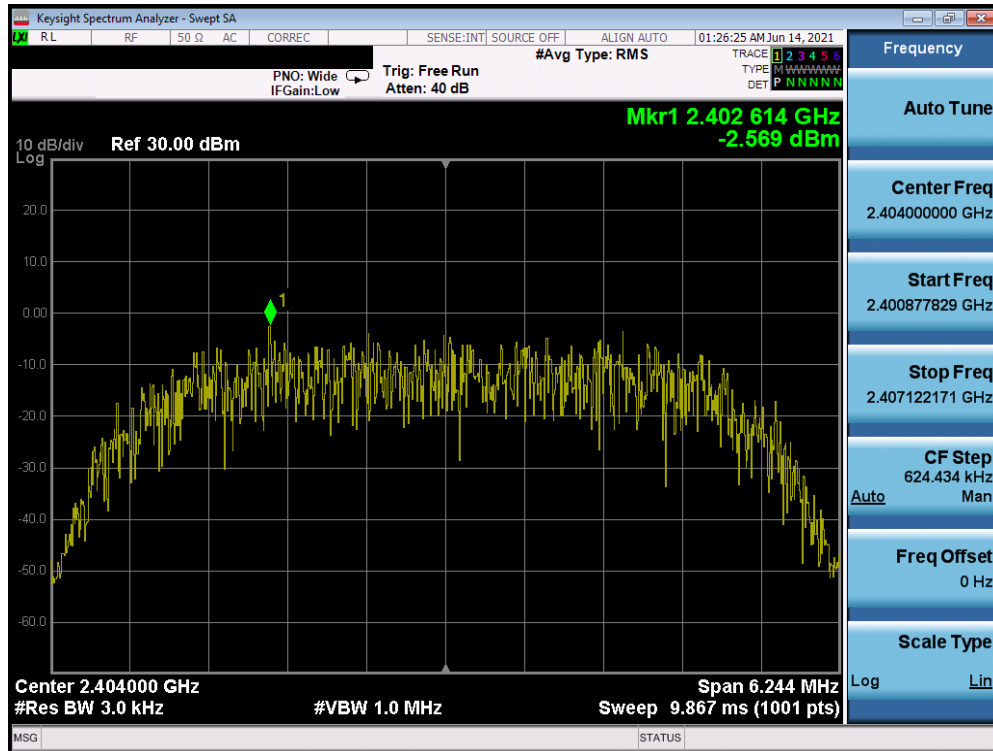 Keysight Spectrum Analyzer - Swept SA
LXI RL RF 50 Ω AC CORREC SENSE:INT SOURCE OFF ALIGN AUTO 01:26:25 AM Jun 14, 2021
#Avg Type: RMS
TRACE 1 2 3 4 5 6
PNO: Wide Trig: Free Run
TYPE M W W W W W
IFGain:Low Atten: 40 dB
DET P N N N N N
Mkr1 2.402 614 GHz
-2.569 dBm
10 dB/div Ref 30.00 dBm
Log
20.0
10.0
1
0.00
-10.0
-20.0
-30.0
-40.0
-50.0
-60.0
Center 2.404000 GHz Span 6.244 MHz
#Res BW 3.0 kHz #VBW 1.0 MHz Sweep 9.867 ms (1001 pts)
MSG STATUS
Frequency
Auto Tune
Center Freq
2.404000000 GHz
Start Freq
2.400877829 GHz
Stop Freq
2.407122171 GHz
CF Step
624.434 kHz
Auto Man
Freq Offset
0 Hz
Scale Type
Log Lin